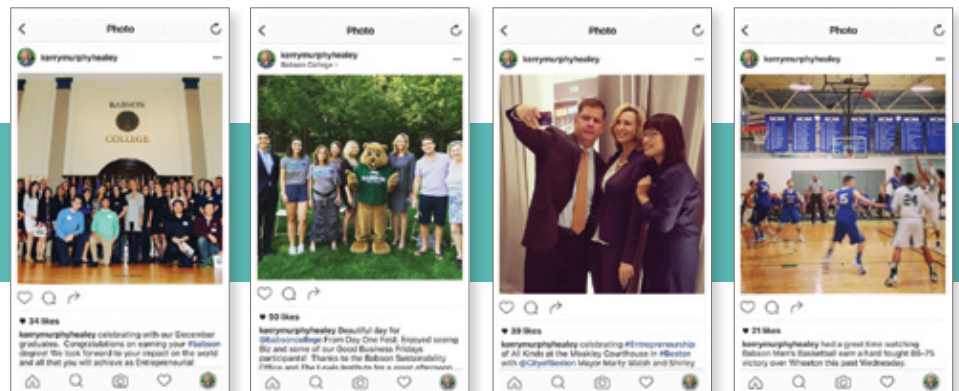 Photo
kerrymurphyhealey
BABSON
COLLEGE
34 likes
kerrymurphyhealey celebrating with our December
graduates. Congratulations on earning your #babson
degree! We look forward to your impact on the world
and all that you will achieve as Entrepreneurial
Photo
kerrymurphyhealey
Babson College
BABSON
50 likes
kerrymurphyhealey Beautiful day for
@babsoncollege From Day One Fest. Enjoyed seeing
Biz and some of our Good Business Fridays
participants! Thanks to the Babson Sustainability
Office and The Lewis Institute for a great afternoon
Photo
kerrymurphyhealey
39 likes
kerrymurphyhealey celebrating #Entrepreneurship
of All Kinds at the Moakley Courthouse in #Boston
with @CityofBoston Mayor Marty Walsh and Shirley
Photo
kerrymurphyhealey
15
24
21 likes
kerrymurphyhealey had a great time watching
Babson Men's Basketball earn a hard fought 86-75
victory over Wheaton this past Wednesday.